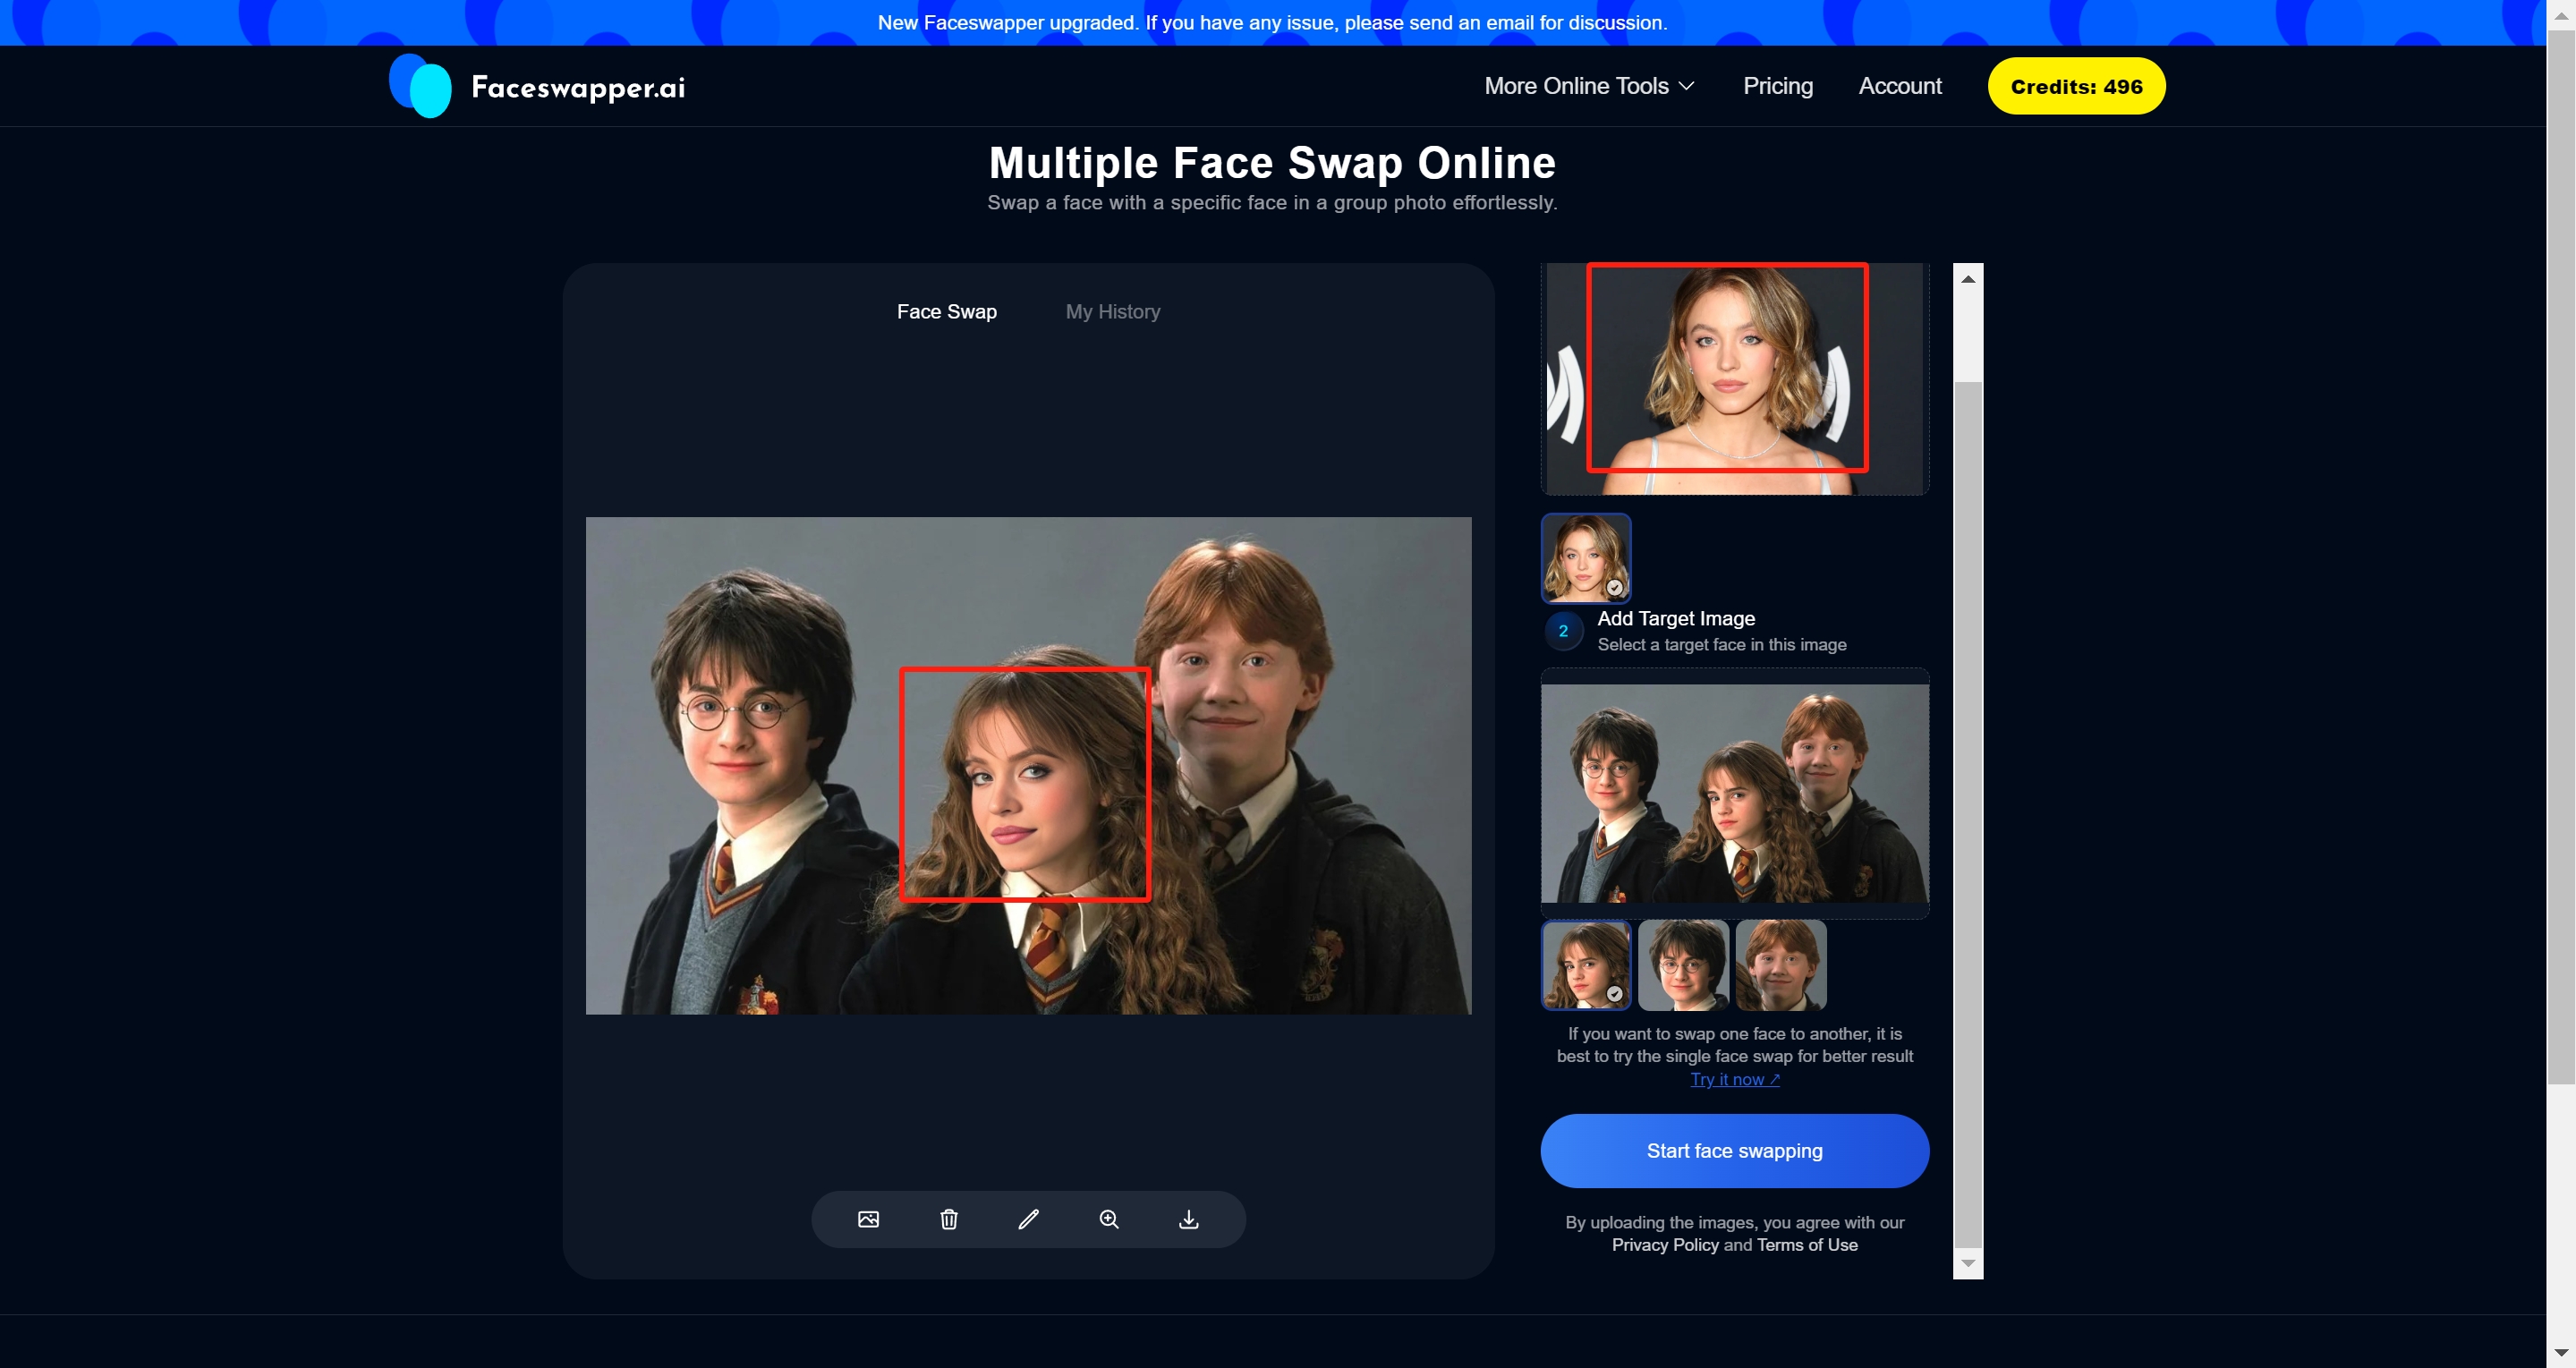 New Faceswapper upgraded. If you have any issue, please send an email for discussion.
Faceswapper.ai
More Online Tools
Pricing
Account
Credits: 496
Multiple Face Swap Online
Swap a face with a specific face in a group photo effortlessly.
Face Swap
My History
2
Add Target Image
Select a target face in this image
If you want to swap one face to another, it is
best to try the single face swap for better result
Try it now ↗
Start face swapping
By uploading the images, you agree with our
Privacy Policy and Terms of Use